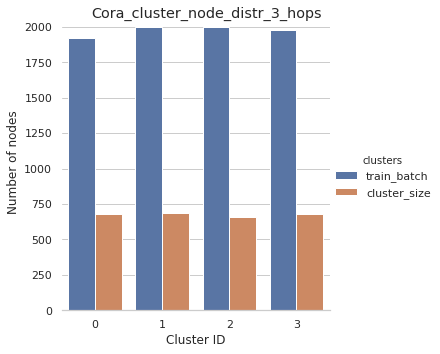 Cora_cluster_node_distr_3_hops
2000
1750
1500
1250
1000
750
500
250
0
Number of nodes
0 1 2 3
Cluster ID
clusters
train_batch
cluster_size